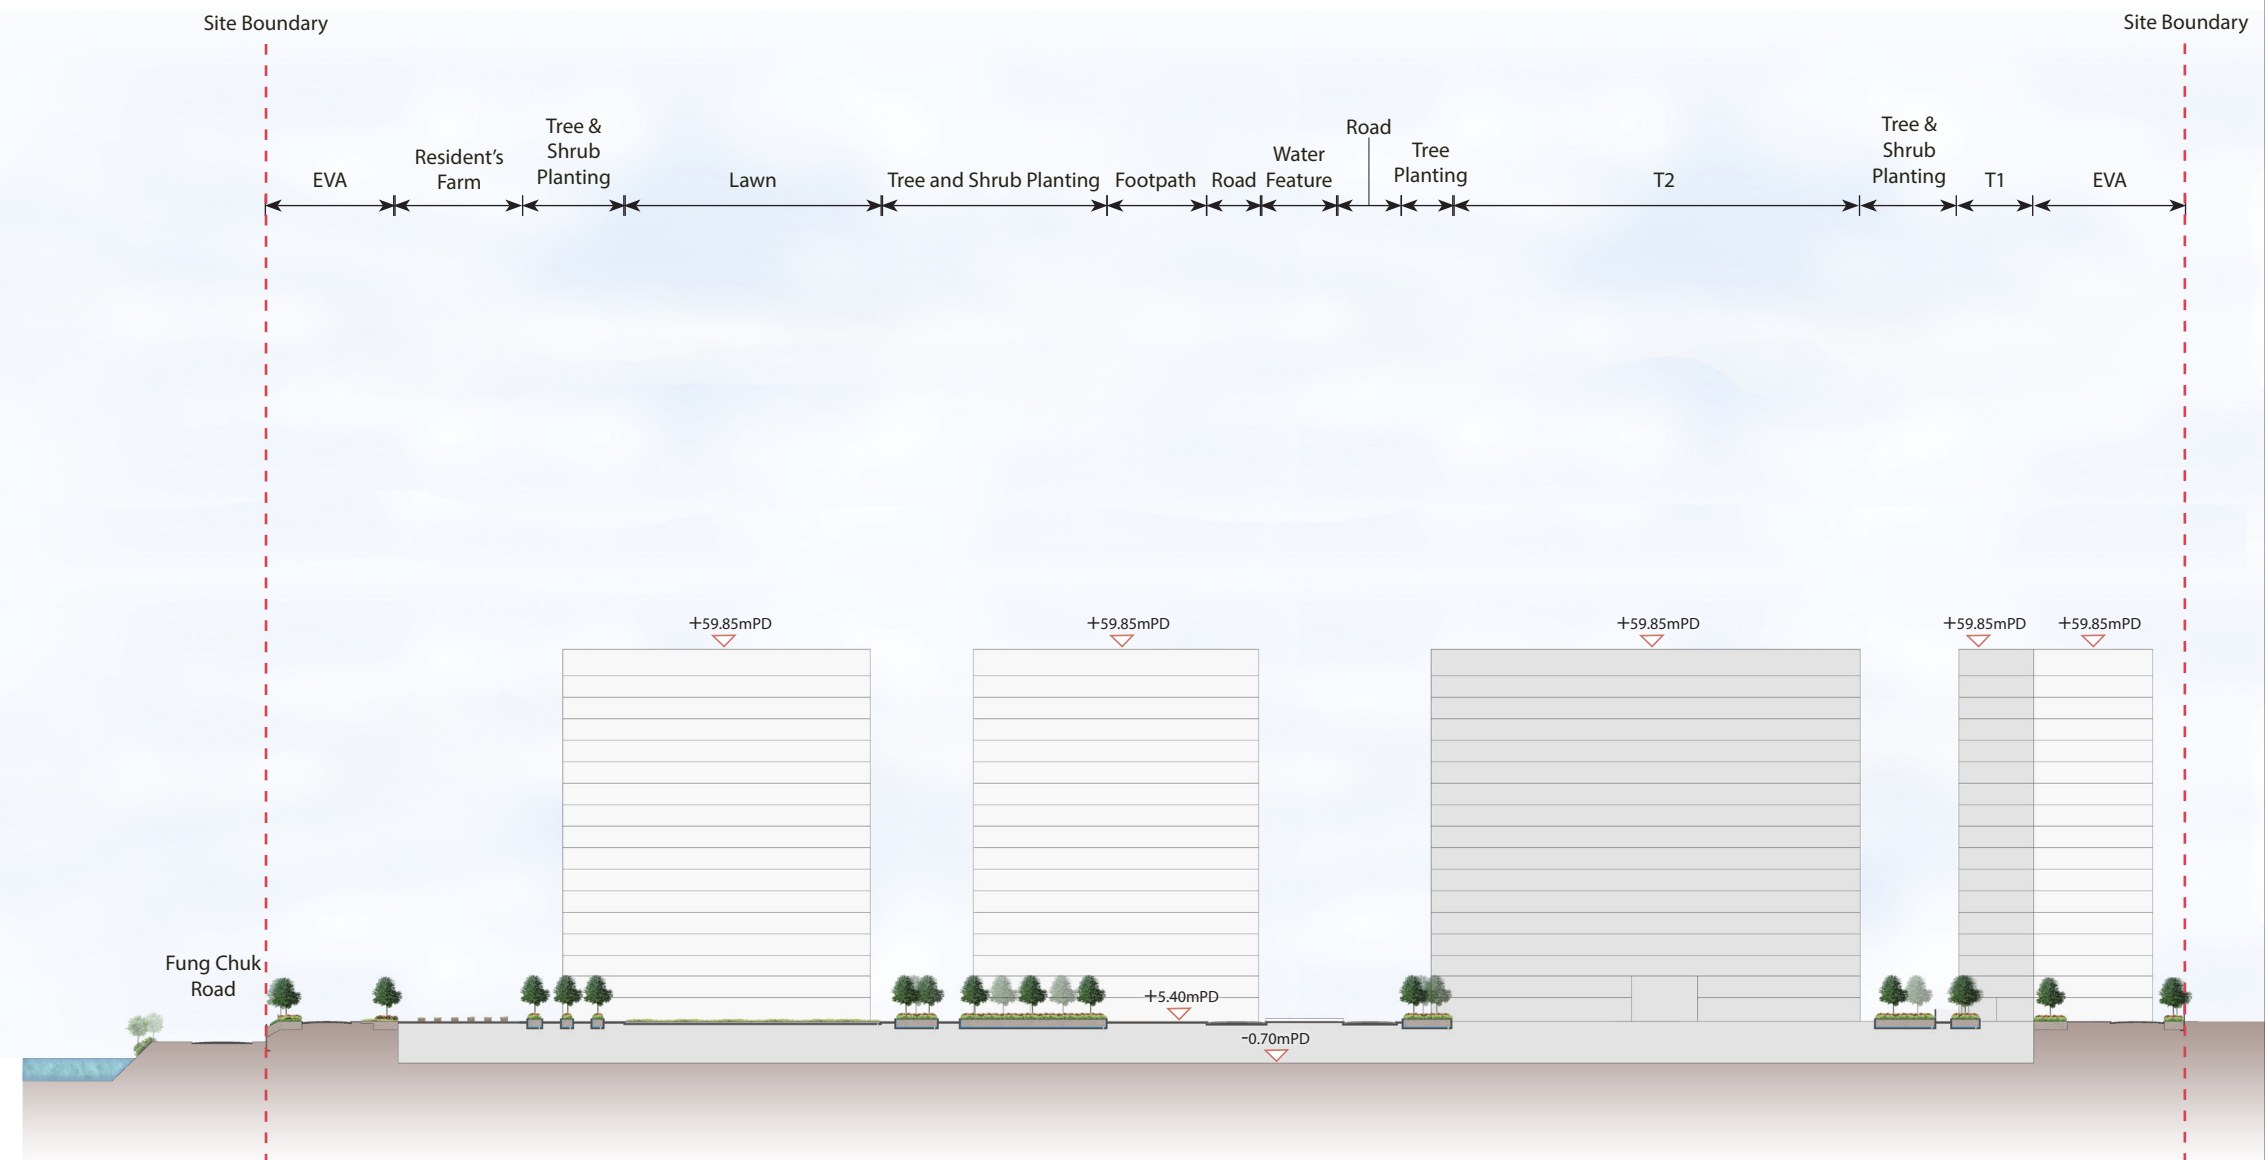 Site Boundary
Site Boundary
EVA
Resident's
Farm
Tree &
Shrub
Planting
Lawn
Tree and Shrub Planting
Footpath
Road
Water
Feature
Road
Tree
Planting
T2
Tree &
Shrub
Planting
T1
EVA
+59.85mPD
+59.85mPD
+59.85mPD
+59.85mPD
+59.85mPD
Fung Chuk
Road
+5.40mPD
-0.70mPD